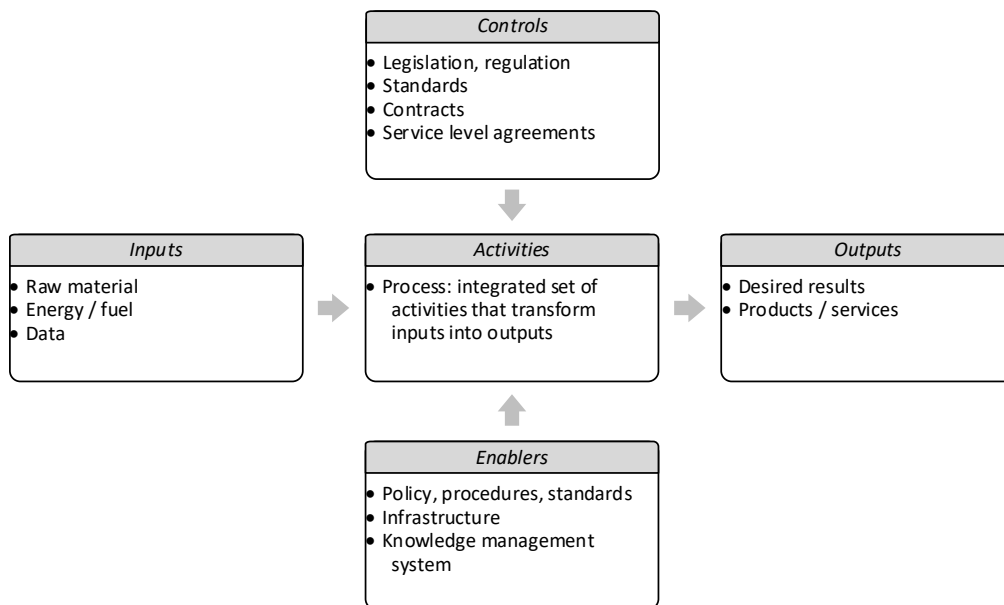 Controls
• Legislation, regulation
• Standards
• Contracts
• Service level agreements
Inputs
• Raw material
• Energy / fuel
• Data
Activities
• Process: integrated set of
activities that transform
inputs into outputs
Outputs
• Desired results
• Products / services
Enablers
• Policy, procedures, standards
• Infrastructure
• Knowledge management
system